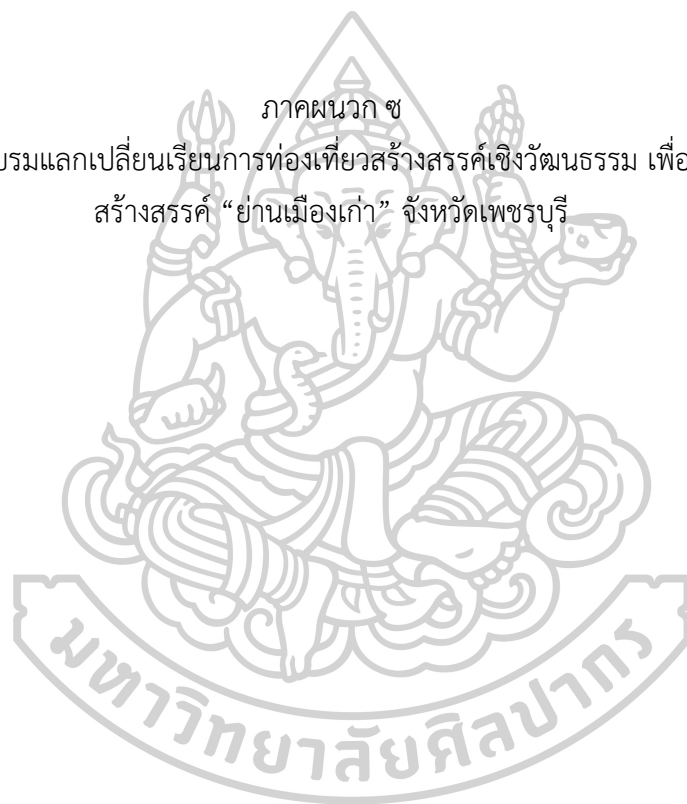 ภาคผนวก ซ
บรมแลกเปลี่ยนเรียนการท่องเที่ยวสร้างสรรค์เชิงวัฒนธรรม เพื่อ
สร้างสรรค์ “ย่านเมืองเก่า” จังหวัดเพชรบุรี
มหาวิทยาลัยศิลปากร